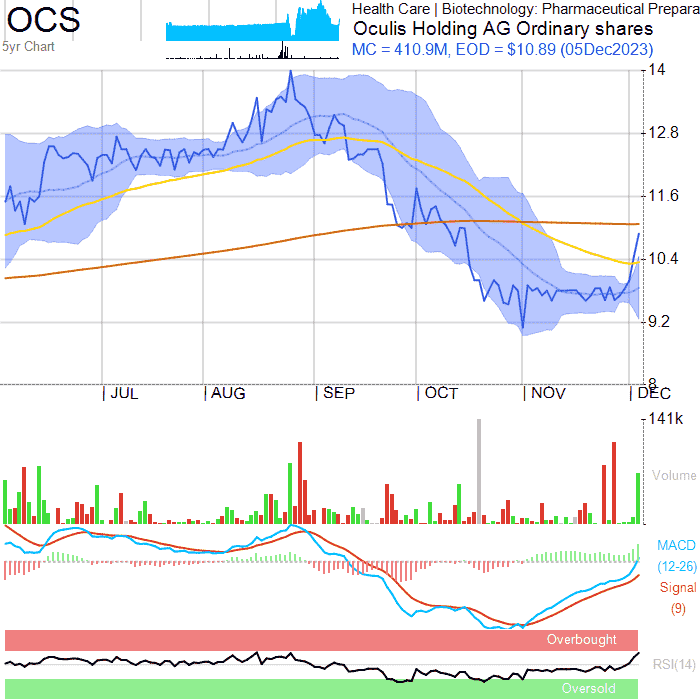 OCS
5yr Chart
Health Care | Biotechnology: Pharmaceutical Prepara
Oculis Holding AG Ordinary shares
MC = 410.9M, EOD = $10.89 (05Dec2023)
14
12.8
11.6
10.4
9.2
8
JUL
AUG
SEP
OCT
NOV
DEC
141k
Volume
MACD
(12-26)
Signal
(9)
Overbought
RSI(14)
Oversold